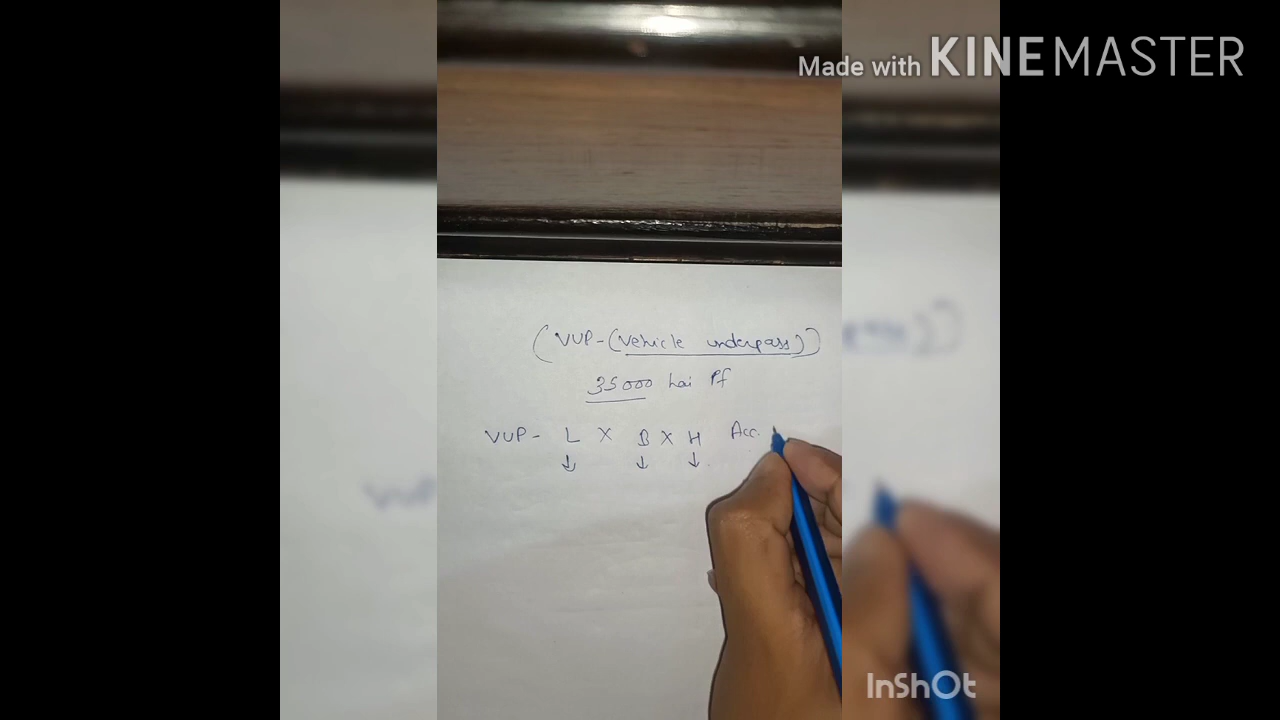 Made with KINEMASTER
(VUP-(Vehicle underpass))
35000 hai Pf
VUP- L X B X H Acc.
InShOt